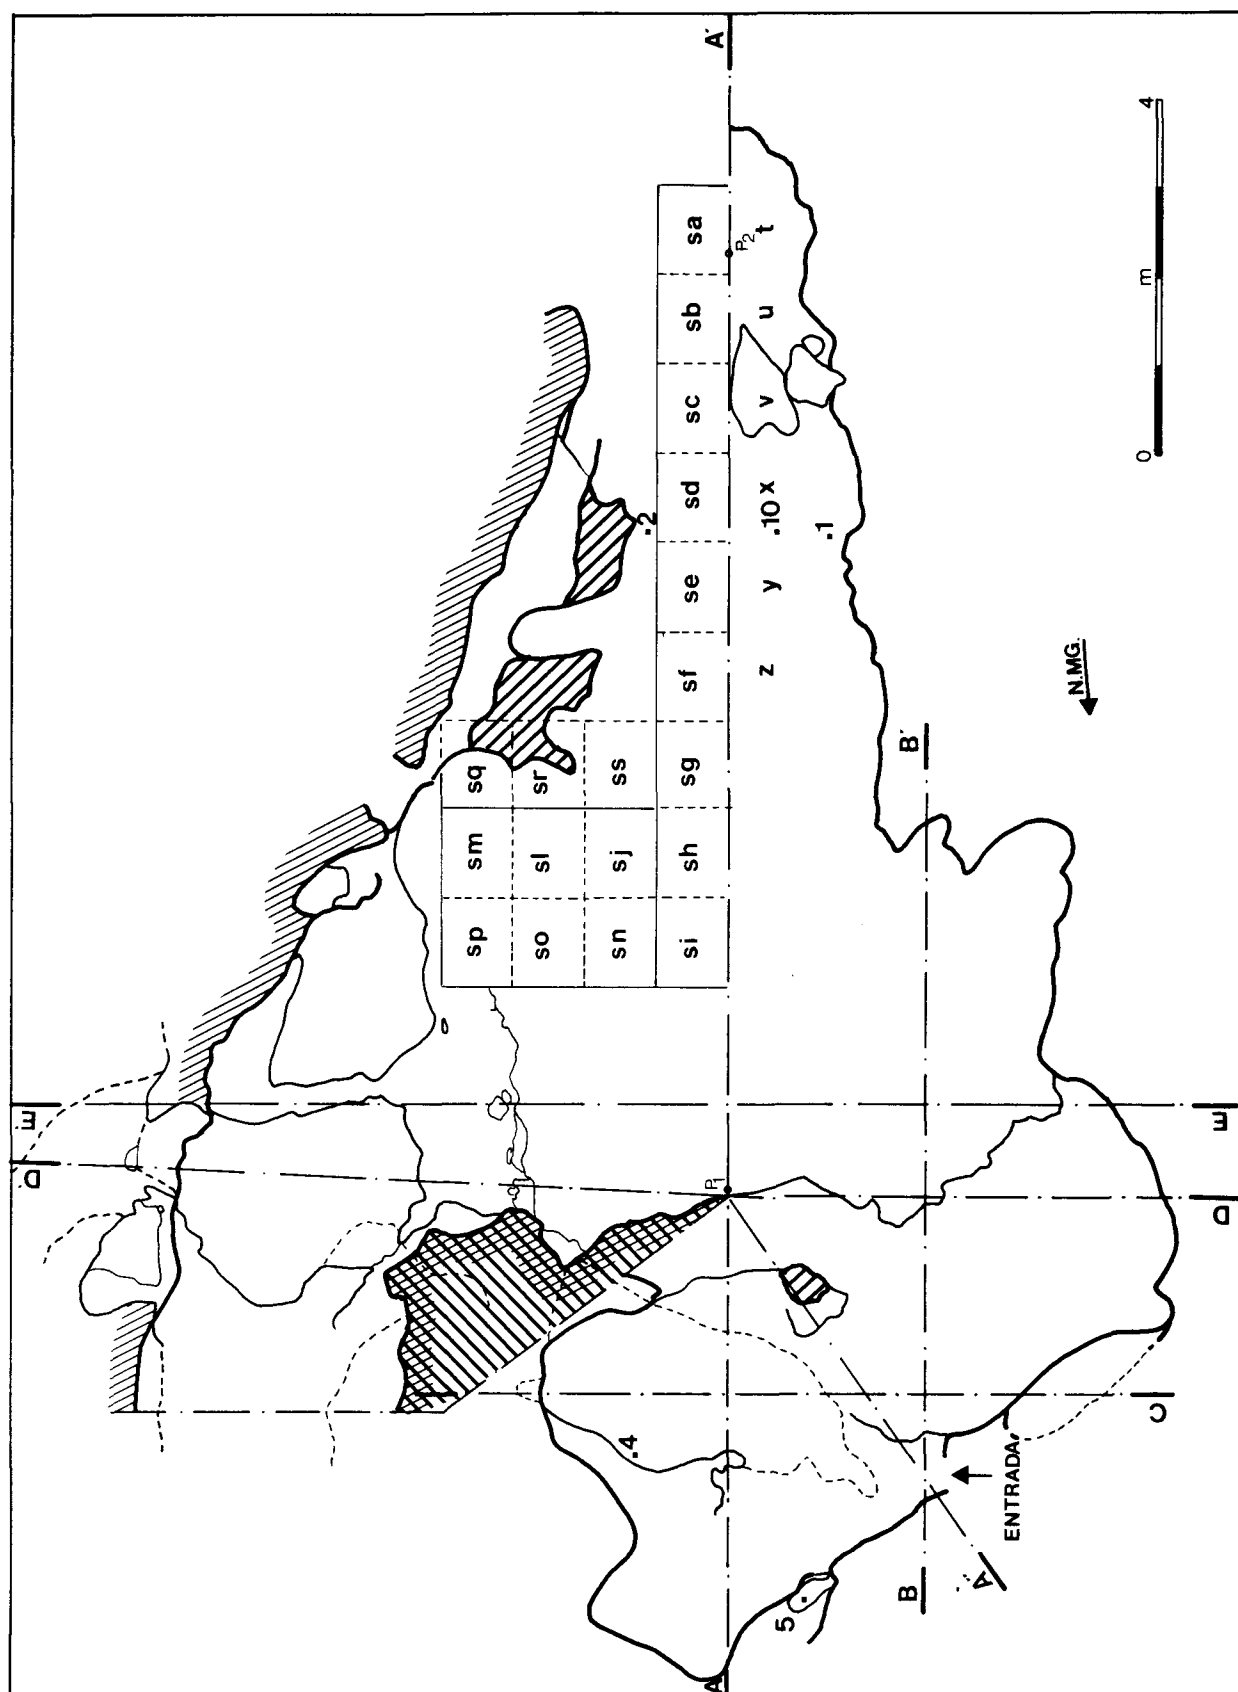 A'
4
m
0
sa
sb
sc
sd
se
sf
sg
sh
si
P2
t
u
v
.10 x
y
z
.2
.1
sq
sr
ss
sm
sl
sj
sp
so
sn
N.MG.
B'
E'
E
D'
D
P1
C
.4
ENTRADA
B
A''
5
A